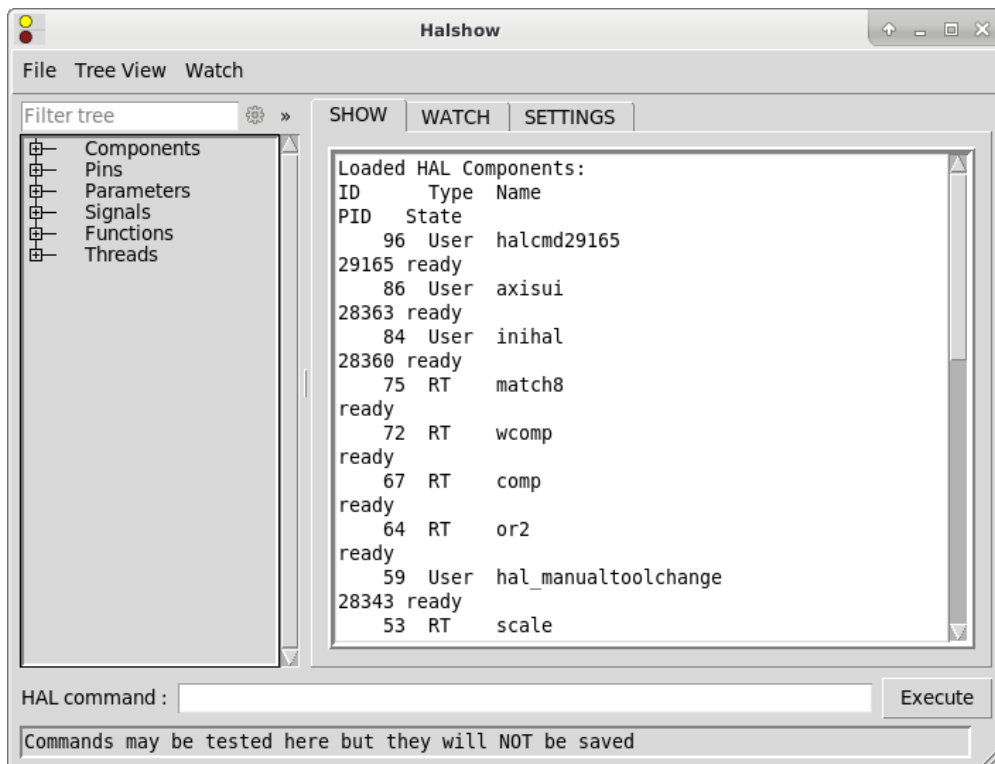 Halshow
File Tree View Watch
Filter tree »
Components
Pins
Parameters
Signals
Functions
Threads
SHOW WATCH SETTINGS
Loaded HAL Components:
ID Type Name
PID State
96 User halcmd29165
29165 ready
86 User axisui
28363 ready
84 User inihal
28360 ready
75 RT match8
ready
72 RT wcomp
ready
67 RT comp
ready
64 RT or2
ready
59 User hal_manualtoolchange
28343 ready
53 RT scale
HAL command : Execute
Commands may be tested here but they will NOT be saved